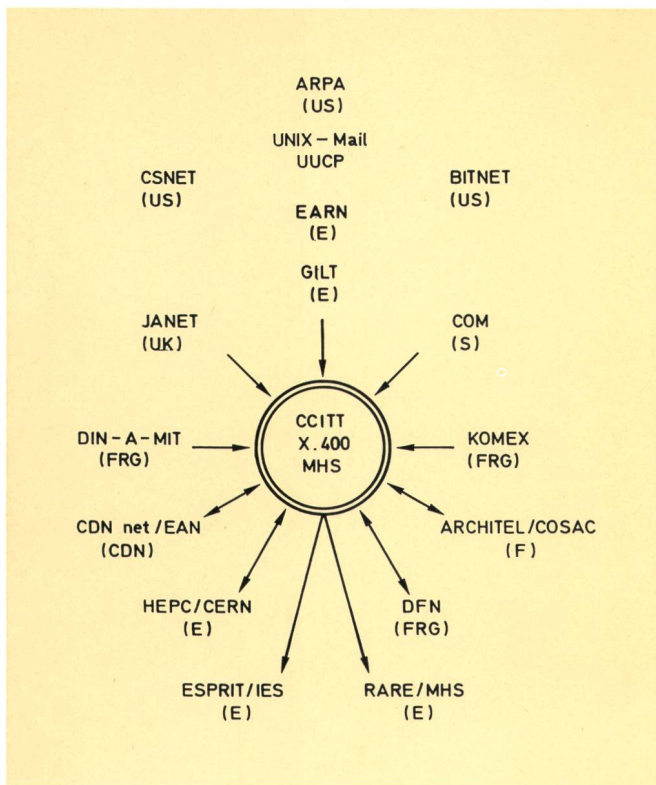 ARPA
(US)
UNIX – Mail
UUCP
CSNET
(US)
BITNET
(US)
EARN
(E)
GILT
(E)
JANET
(UK)
COM
(S)
CCITT
X.400
MHS
DIN – A – MIT
(FRG)
KOMEX
(FRG)
CDN net/EAN
(CDN)
ARCHITEL/COSAC
(F)
HEPC/CERN
(E)
DFN
(FRG)
ESPRIT/IES
(E)
RARE/MHS
(E)